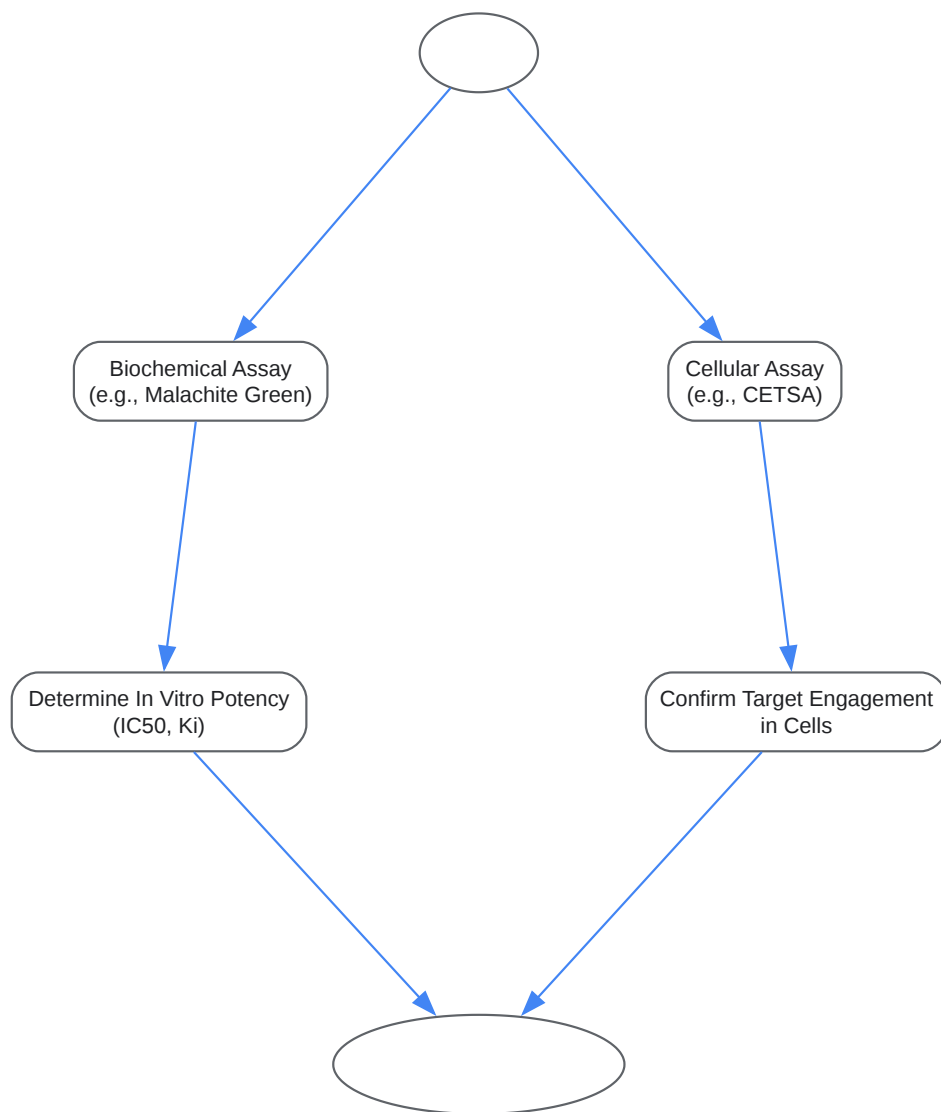 Biochemical Assay
(e.g., Malachite Green)
Cellular Assay
(e.g., CETSA)
Determine In Vitro Potency
(IC50, Ki)
Confirm Target Engagement
in Cells